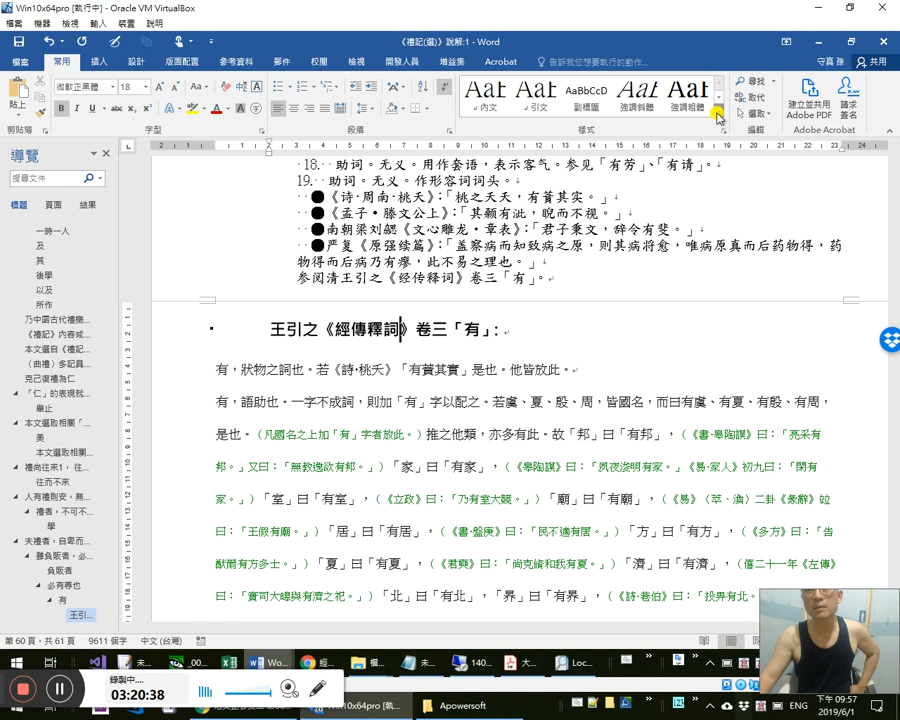 Win10x64pro [執行中] - Oracle VM VirtualBox
檔案 機器 檢視 輸入 裝置 說明
《禮記(選)》說解:1 - Word
檔案 常用 插入 設計 版面配置 參考資料 郵件 校閱 檢視 開發人員 增益集 Acrobat 告訴我您想要執行的動作... 守真 孫 共用
貼上
微軟正黑體 18
AaI AaI AaBbCcD AaI AaI
內文 引文 副標題 強調斜體 強調粗體
尋找
取代
選取
建立並共用 Adobe PDF
請求 簽名
剪貼簿 字型 段落 樣式 編輯 Adobe Acrobat
導覽
搜尋文件
標題 頁面 結果
一時一人
及
其
後學
以及
所作
乃中國古代禮樂...
《禮記》內容或...
本文選自《禮記...
〈曲禮〉多記具...
克己復禮為仁
「仁」的表現就...
舉止
本文選取相關「...
美
本文選取相關...
禮尚往來1, 往...
往而不來
人有禮則安,無...
禮者,不可不...
學
夫禮者,自卑而...
雖負販者,必...
負販者
必有尊也
有
王引...
18. 助词。无义。用作套语,表示客气。参见「有劳」、「有请」。
19. 助词。无义。作形容词词头。
●《诗·周南·桃夭》:「桃之夭夭,有蕡其实。」
●《孟子·滕文公上》:「其颡有泚,睨而不视。」
●南朝梁刘勰《文心雕龙·章表》:「君子秉文,辞令有斐。」
●严复《原强续篇》:「盖察病而知致病之原,则其病将愈,唯病原真而后药物得,药
物得而后病乃有瘳,此不易之理也。」
参阅清王引之《经传释词》卷三「有」。
王引之《經傳釋詞》卷三「有」:
有,狀物之詞也。若《詩·桃夭》「有蕡其實」是也。他皆放此。
有,語助也。一字不成詞,則加「有」字以配之。若虞、夏、殷、周,皆國名,而曰有虞、有夏、有殷、有周,
是也。(凡國名之上加「有」字者放此。)推之他類,亦多有此。故「邦」曰「有邦」,(《書·皋陶謨》曰:「亮采有
邦。」又曰:「無教逸欲有邦。」)「家」曰「有家」,(《皋陶謨》曰:「夙夜浚明有家。」《易·家人》初九曰:「閑有
家。」)「室」曰「有室」,(《立政》曰:「乃有室大競。」)「廟」曰「有廟」,(《易》〈萃、渙〉二卦《彖辭》竝
曰:「王假有廟。」)「居」曰「有居」,(《書·盤庚》曰:「民不適有居。」)「方」曰「有方」,(《多方》曰:「告
猷爾有方多士。」)「夏」曰「有夏」,(《君奭》曰:「尚克脩和我有夏。」)「濟」曰「有濟」,(僖二十一年《左傳》
曰:「實司大皞與有濟之祀。」)「北」曰「有北」,「昊」曰「有昊」,(《詩·巷伯》曰:「投畀有北。
第 60 頁,共 61 頁 9611 個字 中文 (台灣)
未... _00... Wo... 經... 樞... 未... 140... 大... Loc...
錄製中....
03:20:38
Win10x64pro [執... Apowersoft
ENG
下午 09:57
2019/6/1